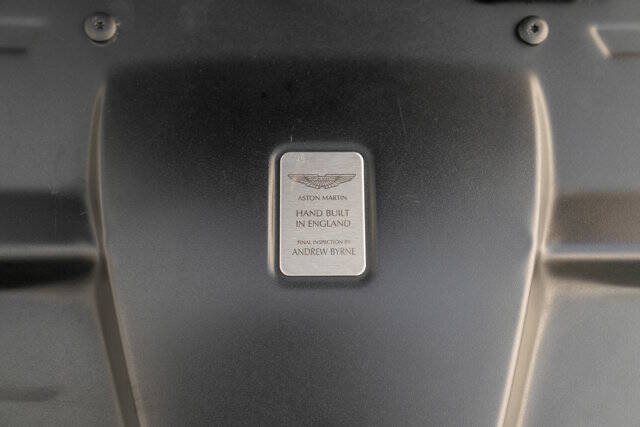 ASTON MARTIN
HAND BUILT
IN ENGLAND
FINAL INSPECTION BY
ANDREW BYRNE